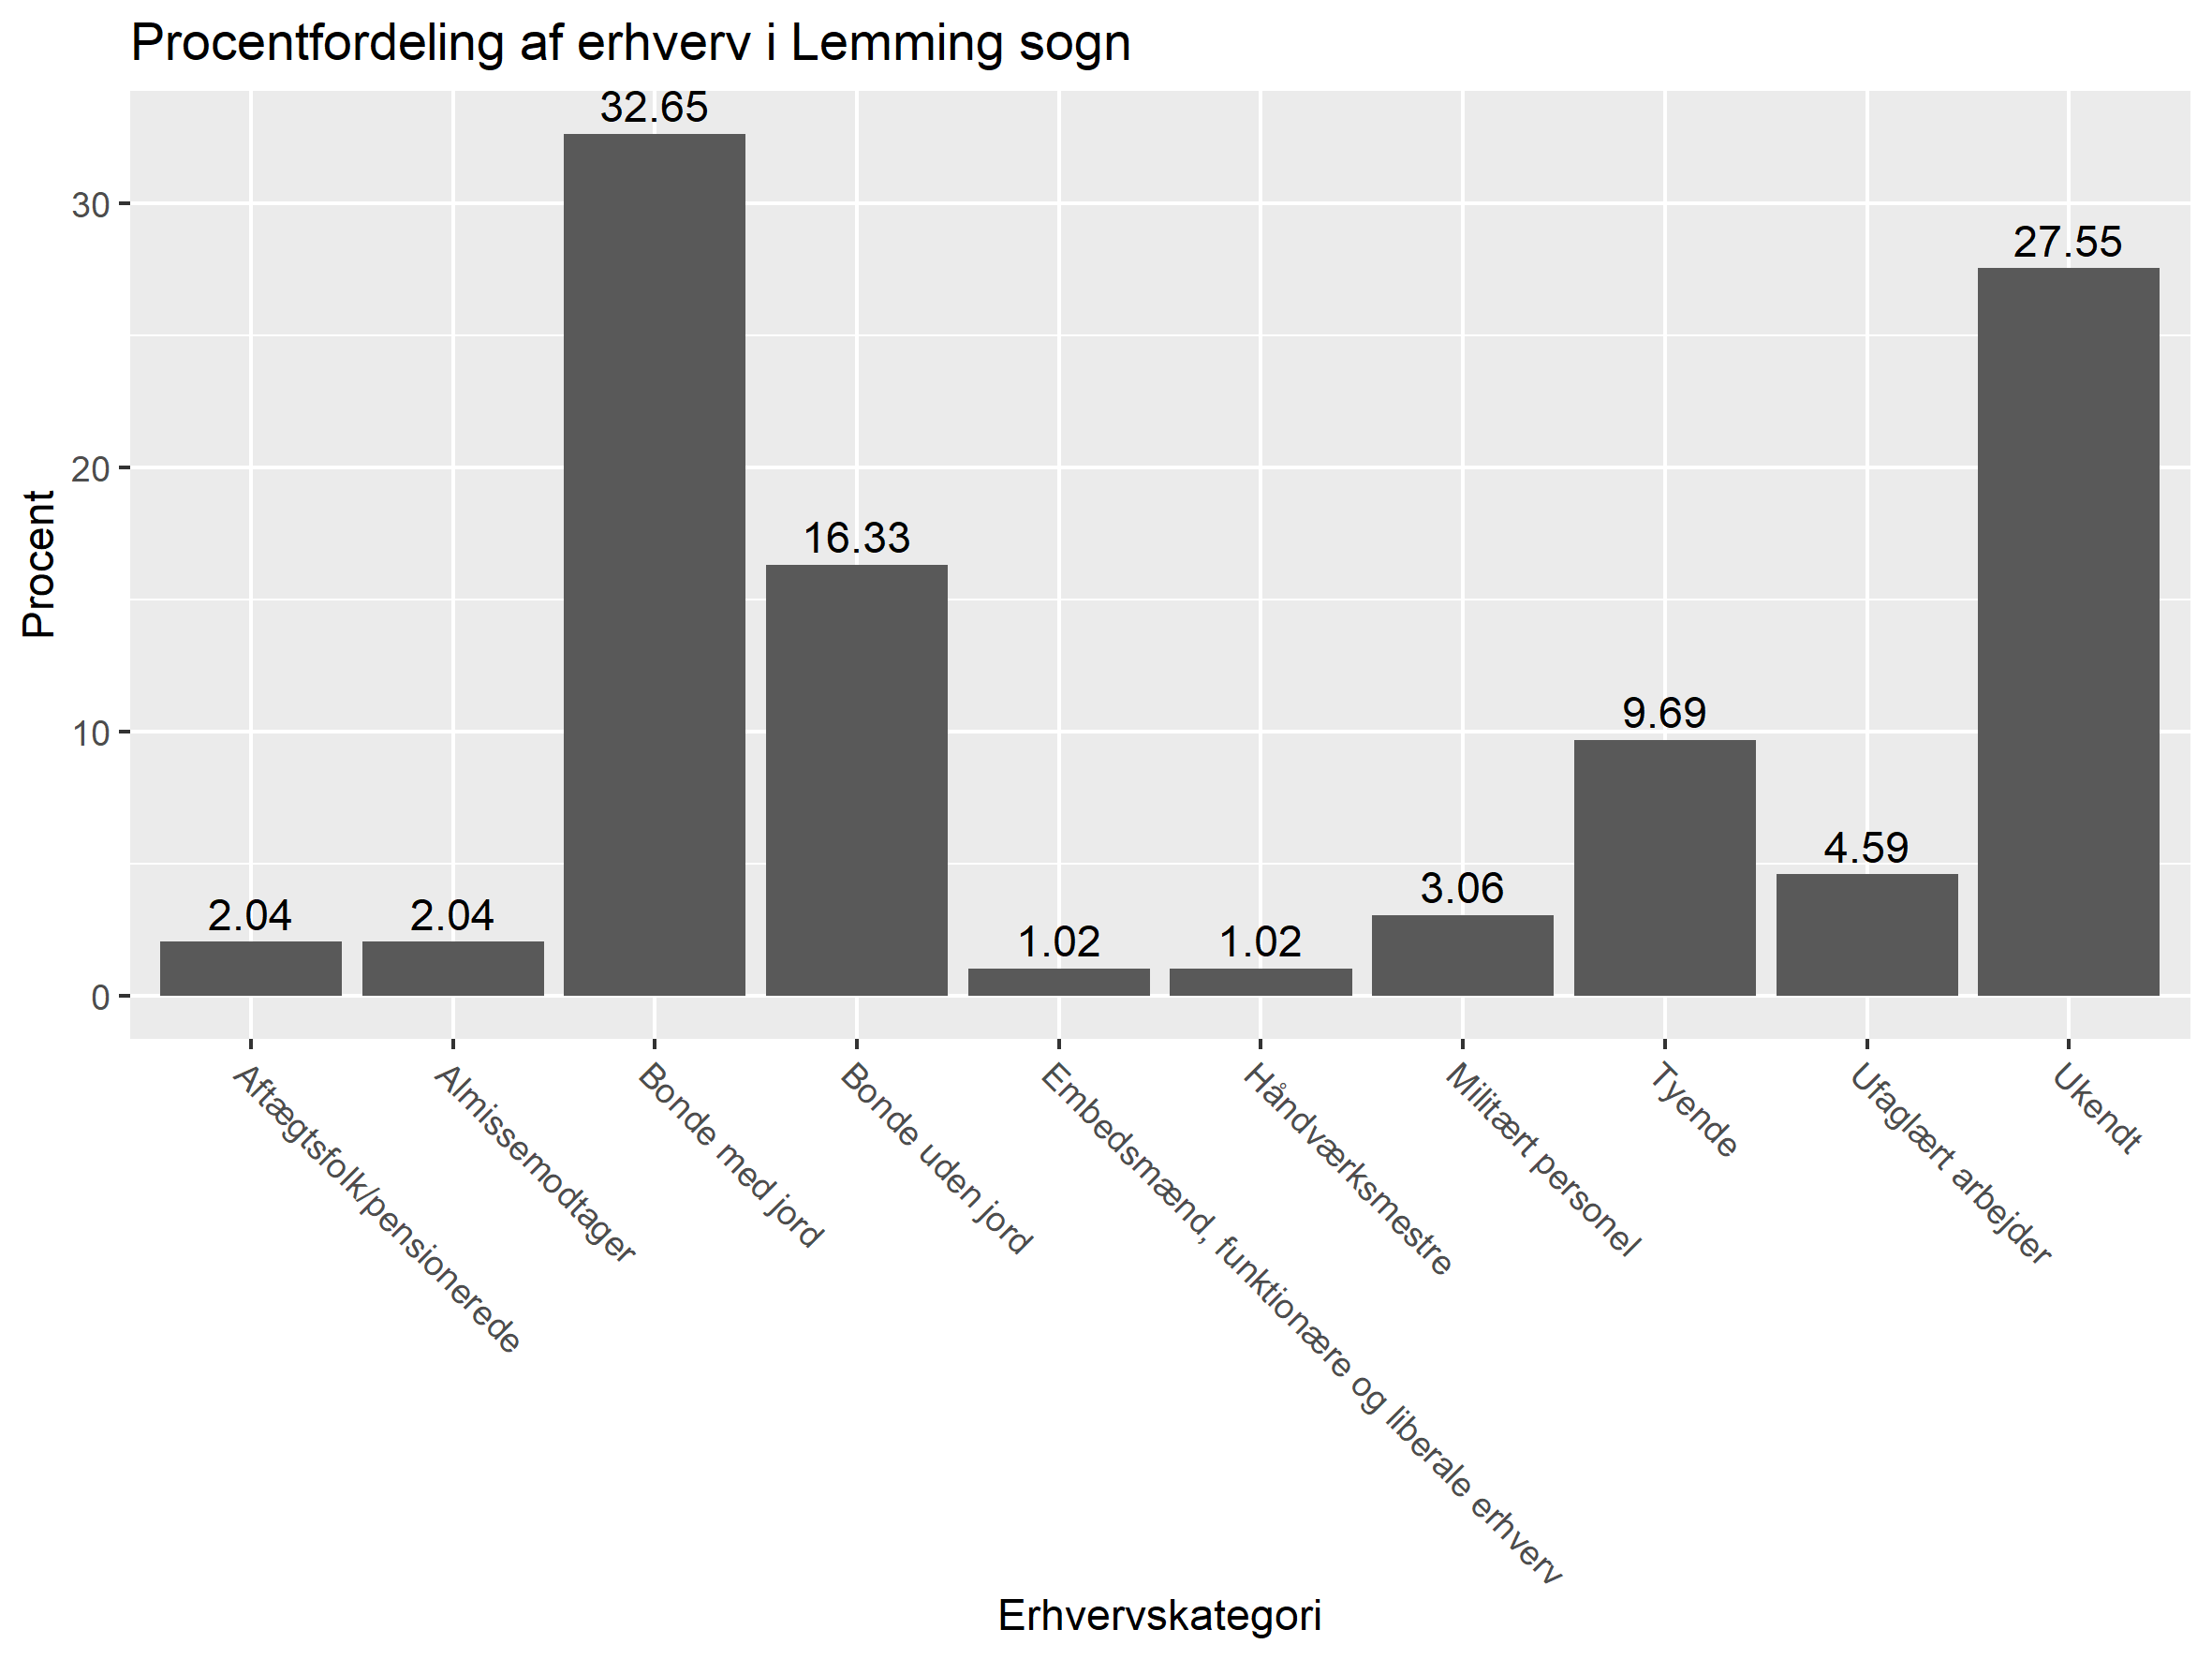 Procentfordeling af erhverv i Lemming sogn
Procent
30
20
10
0
2.04
2.04
32.65
16.33
1.02
1.02
3.06
9.69
4.59
27.55
Aftægtsfolk/pensionerede
Almissemodtager
Bonde med jord
Bonde uden jord
Embedsmænd, funktionære og liberale erhverv
Håndværksmestre
Militært personel
Tyende
Ufaglært arbejder
Ukendt
Erhvervskategori